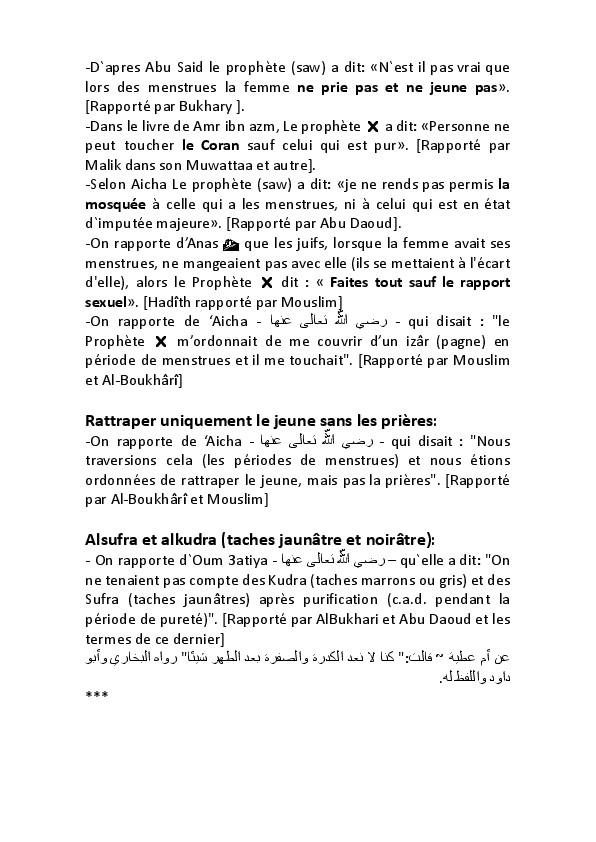 -D`apres Abu Said le prophète (saw) a dit: «N`est il pas vrai que
lors des menstrues la femme ne prie pas et ne jeune pas».
[Rapporté par Bukhary ].
-Dans le livre de Amr ibn azm, Le prophète ❌ a dit: «Personne ne
peut toucher le Coran sauf celui qui est pur». [Rapporté par
Malik dans son Muwattaa et autre].
-Selon Aicha Le prophète (saw) a dit: «je ne rends pas permis la
mosquée à celle qui a les menstrues, ni à celui qui est en état
d`imputée majeure». [Rapporté par Abu Daoud].
-On rapporte d’Anas que les juifs, lorsque la femme avait ses
menstrues, ne mangeaient pas avec elle (ils se mettaient à l'écart
d'elle), alors le Prophète ❌ dit : « Faites tout sauf le rapport
sexuel». [Hadîth rapporté par Mouslim]
-On rapporte de ‘Aicha - رضي الله تعالى عنها - qui disait : "le
Prophète ❌ m’ordonnait de me couvrir d’un izâr (pagne) en
période de menstrues et il me touchait". [Rapporté par Mouslim
et Al-Boukhârî]
Rattraper uniquement le jeune sans les prières:
-On rapporte de ‘Aicha - رضي الله تعالى عنها - qui disait : "Nous
traversions cela (les périodes de menstrues) et nous étions
ordonnées de rattraper le jeune, mais pas la prières". [Rapporté
par Al-Boukhârî et Mouslim]
Alsufra et alkudra (taches jaunâtre et noirâtre):
- On rapporte d`Oum 3atiya - رضي الله تعالى عنها – qu`elle a dit: "On
ne tenaient pas compte des Kudra (taches marrons ou gris) et des
Sufra (taches jaunâtres) après purification (c.a.d. pendant la
période de pureté)". [Rapporté par AlBukhari et Abu Daoud et les
termes de ce dernier]
عن أم عطية ~ قالت:" كنا لا نعد الكدرة والصفرة بعد الطهر شيئا" رواه البخاري وأبو
داود واللفظ له.
***